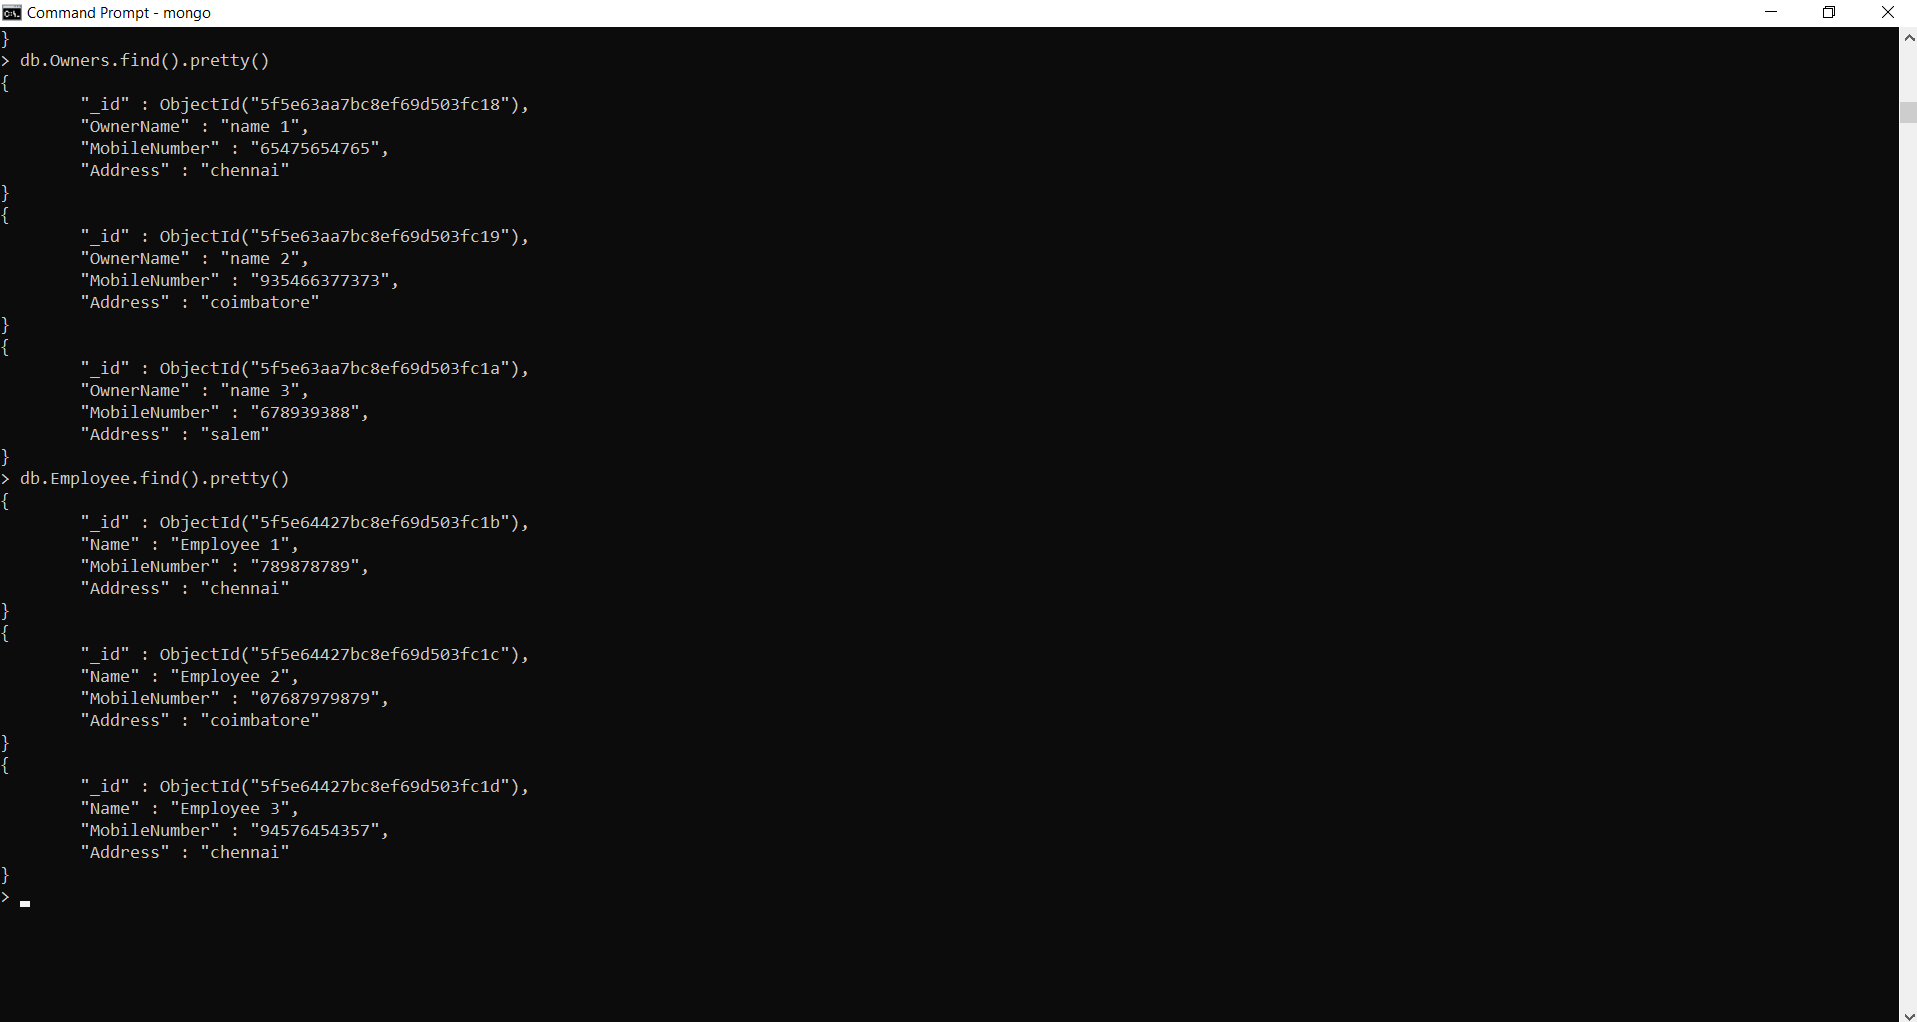 Command Prompt - mongo
}
> db.Owners.find().pretty()
{
        "_id" : ObjectId("5f5e63aa7bc8ef69d503fc18"),
        "OwnerName" : "name 1",
        "MobileNumber" : "65475654765",
        "Address" : "chennai"
}
{
        "_id" : ObjectId("5f5e63aa7bc8ef69d503fc19"),
        "OwnerName" : "name 2",
        "MobileNumber" : "935466377373",
        "Address" : "coimbatore"
}
{
        "_id" : ObjectId("5f5e63aa7bc8ef69d503fc1a"),
        "OwnerName" : "name 3",
        "MobileNumber" : "678939388",
        "Address" : "salem"
}
> db.Employee.find().pretty()
{
        "_id" : ObjectId("5f5e64427bc8ef69d503fc1b"),
        "Name" : "Employee 1",
        "MobileNumber" : "789878789",
        "Address" : "chennai"
}
{
        "_id" : ObjectId("5f5e64427bc8ef69d503fc1c"),
        "Name" : "Employee 2",
        "MobileNumber" : "07687979879",
        "Address" : "coimbatore"
}
{
        "_id" : ObjectId("5f5e64427bc8ef69d503fc1d"),
        "Name" : "Employee 3",
        "MobileNumber" : "94576454357",
        "Address" : "chennai"
}
>